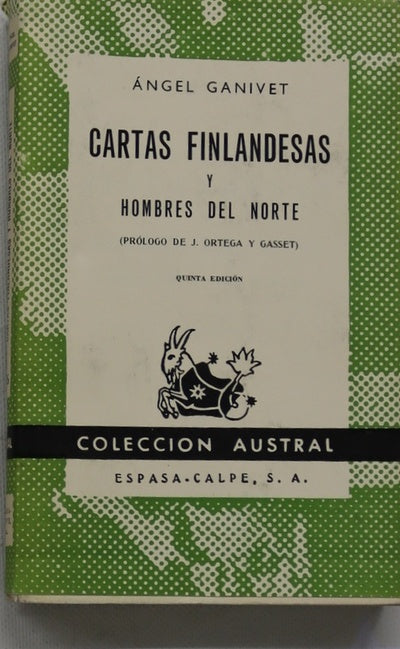 ÁNGEL GANIVET
CARTAS FINLANDESAS
Y
HOMBRES DEL NORTE
(PRÓLOGO DE J. ORTEGA Y GASSET)
QUINTA EDICIÓN
COLECCION AUSTRAL
ESPASA-CALPE, S. A.